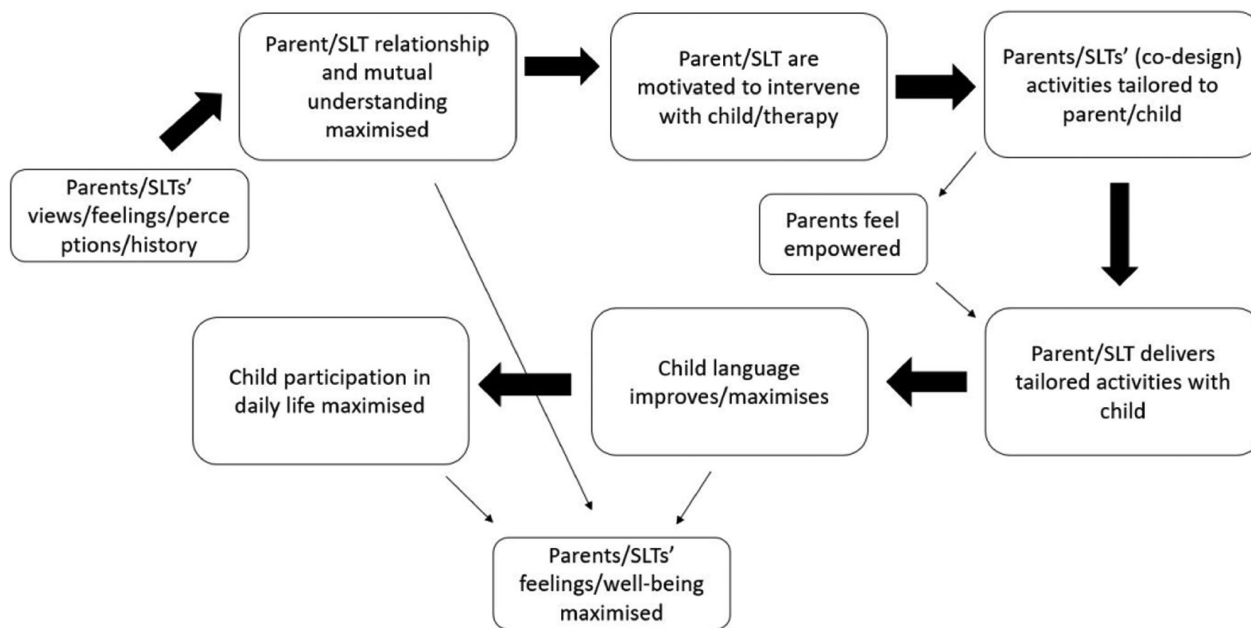 Parent/SLT relationship
and mutual
understanding
maximised
Parent/SLT are
motivated to intervene
with child/therapy
Parents/SLTs' (co-design)
activities tailored to
parent/child
Parents/SLTs'
views/feelings/perce
ptions/history
Parents feel
empowered
Child participation in
daily life maximised
Child language
improves/maximises
Parent/SLT delivers
tailored activities with
child
Parents/SLTs'
feelings/well-being
maximised